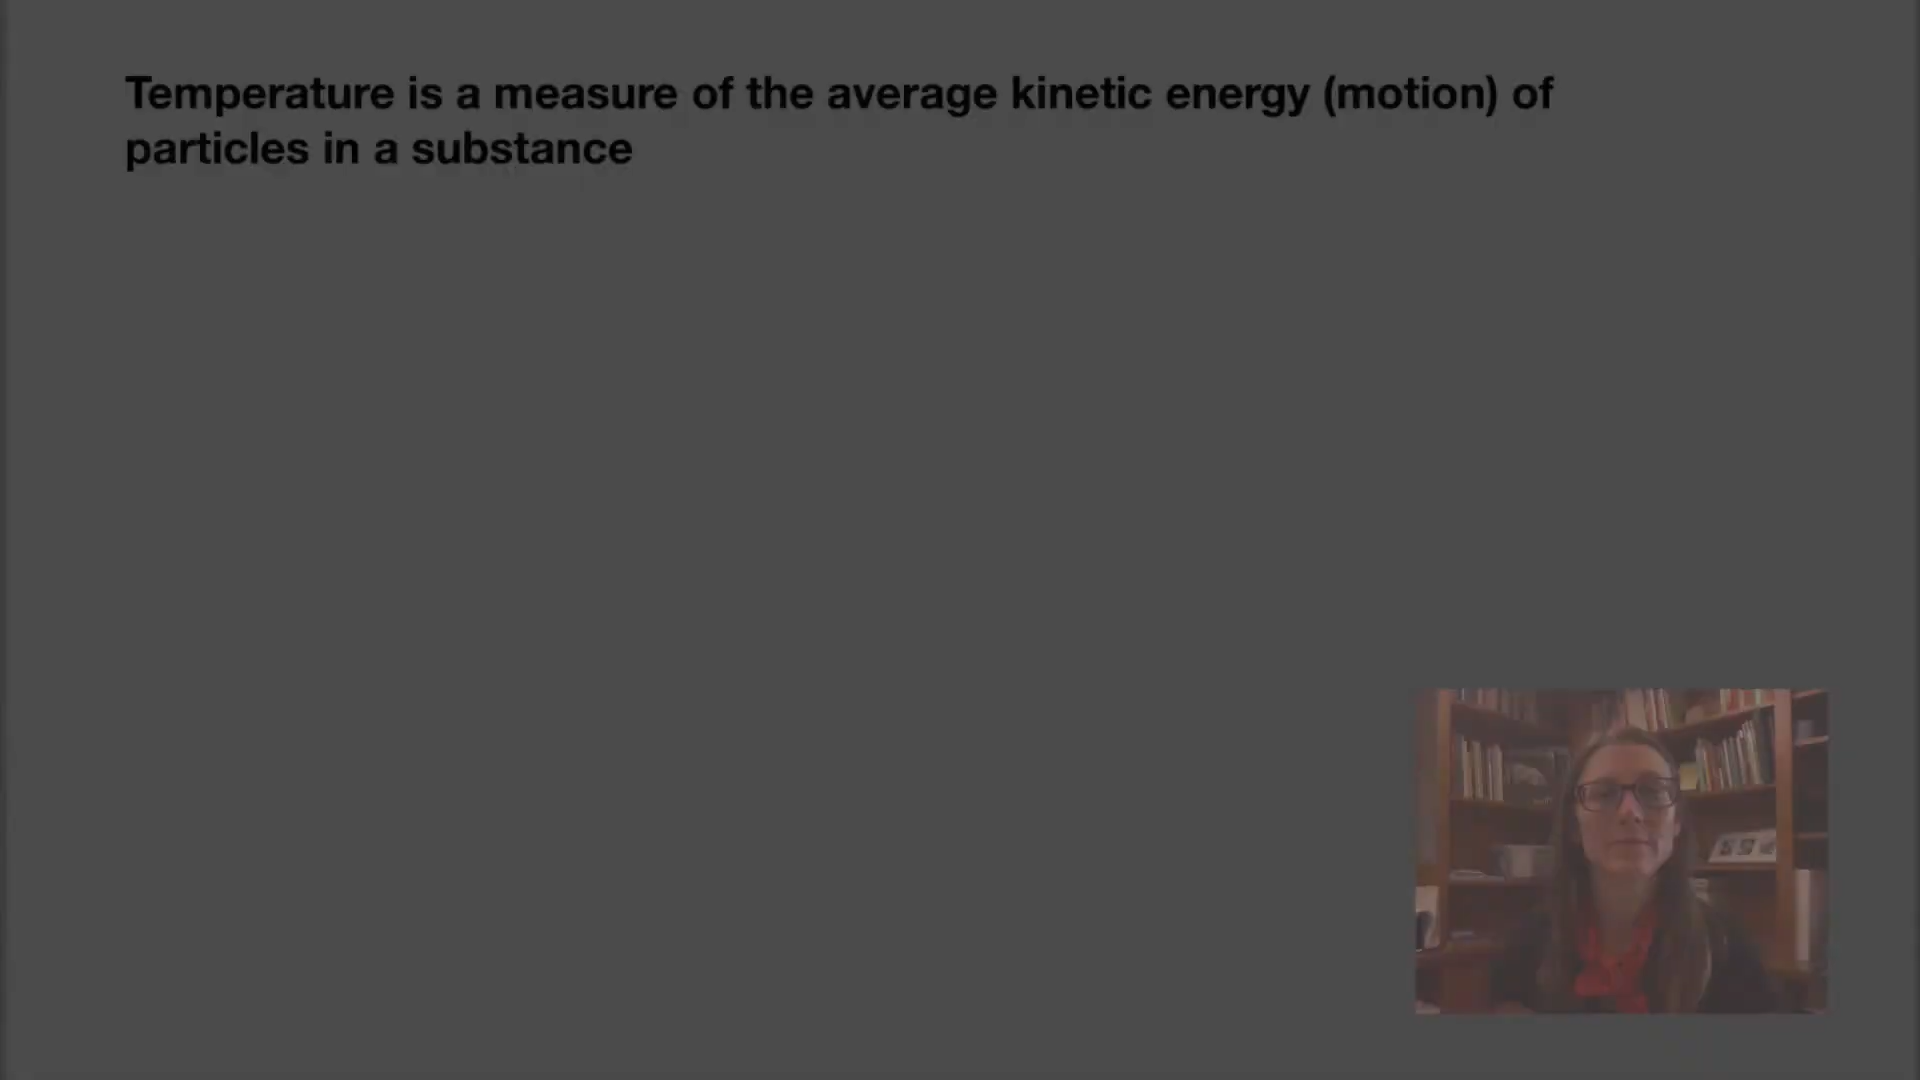 Temperature is a measure of the average kinetic energy (motion) of
particles in a substance